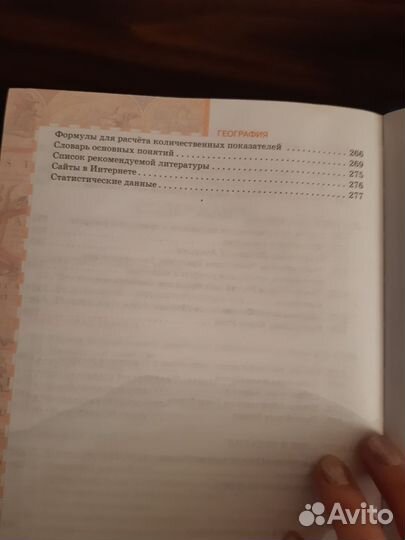 ГЕОГРАФИЯ
Формулы для расчёта количественных показателей . . . . . . . . . . . . . . 266
Словарь основных понятий . . . . . . . . . . . . . . . . . . . . . . . . . . . . . . . . 269
Список рекомендуемой литературы . . . . . . . . . . . . . . . . . . . . . . . . . 275
Сайты в Интернете . . . . . . . . . . . . . . . . . . . . . . . . . . . . . . . . . . . . . . 276
Статистические данные . . . . . . . . . . . . . . . . . . . . . . . . . . . . . . . . . . . 277
Avito